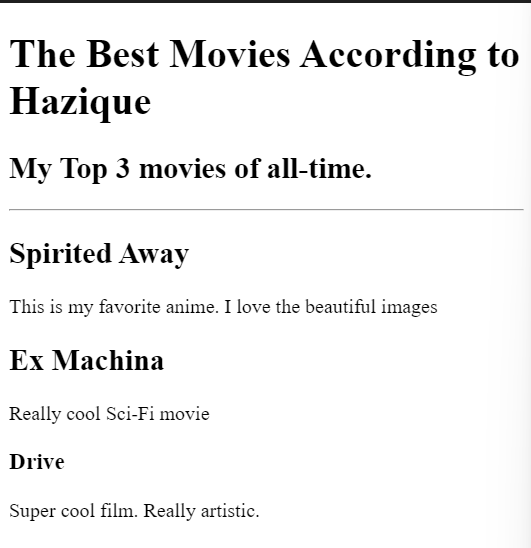 The Best Movies According to
Hazique
My Top 3 movies of all-time.
Spirited Away
This is my favorite anime. I love the beautiful images
Ex Machina
Really cool Sci-Fi movie
Drive
Super cool film. Really artistic.